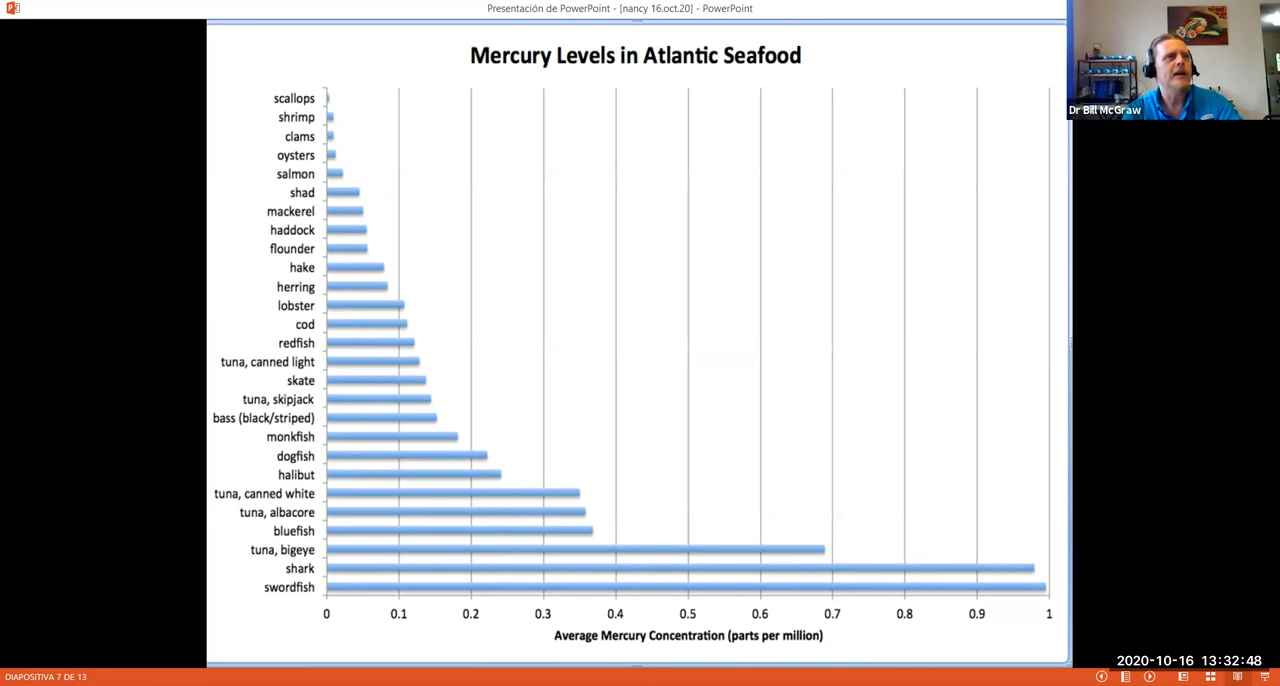 Presentación de PowerPoint - [nancy 16.oct.20] - PowerPoint
Mercury Levels in Atlantic Seafood
Dr Bill McGraw
scallops
shrimp
clams
oysters
salmon
shad
mackerel
haddock
flounder
hake
herring
lobster
cod
redfish
tuna, canned light
skate
tuna, skipjack
bass (black/striped)
monkfish
dogfish
halibut
tuna, canned white
tuna, albacore
bluefish
tuna, bigeye
shark
swordfish
0 0.1 0.2 0.3 0.4 0.5 0.6 0.7 0.8 0.9 1
Average Mercury Concentration (parts per million)
2020-10-16 13:32:48
DIAPOSITIVA 7 DE 13